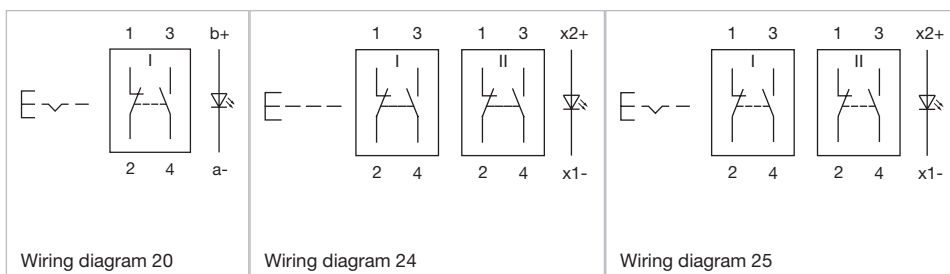 1 3 b+
I
2 4 a-
Wiring diagram 20
1 3 1 3 x2+
I II
2 4 2 4 x1-
Wiring diagram 24
1 3 1 3 x2+
I II
2 4 2 4 x1-
Wiring diagram 25